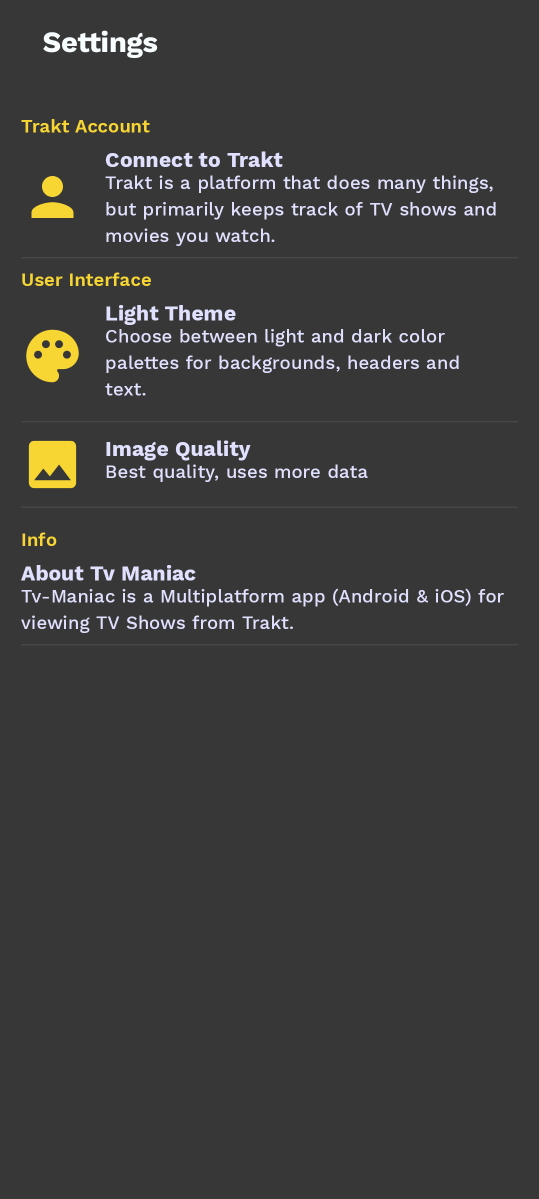 Settings
Trakt Account
Connect to Trakt
Trakt is a platform that does many things,
but primarily keeps track of TV shows and
movies you watch.
User Interface
Light Theme
Choose between light and dark color
palettes for backgrounds, headers and
text.
Image Quality
Best quality, uses more data
Info
About Tv Maniac
Tv-Maniac is a Multiplatform app (Android & iOS) for
viewing TV Shows from Trakt.